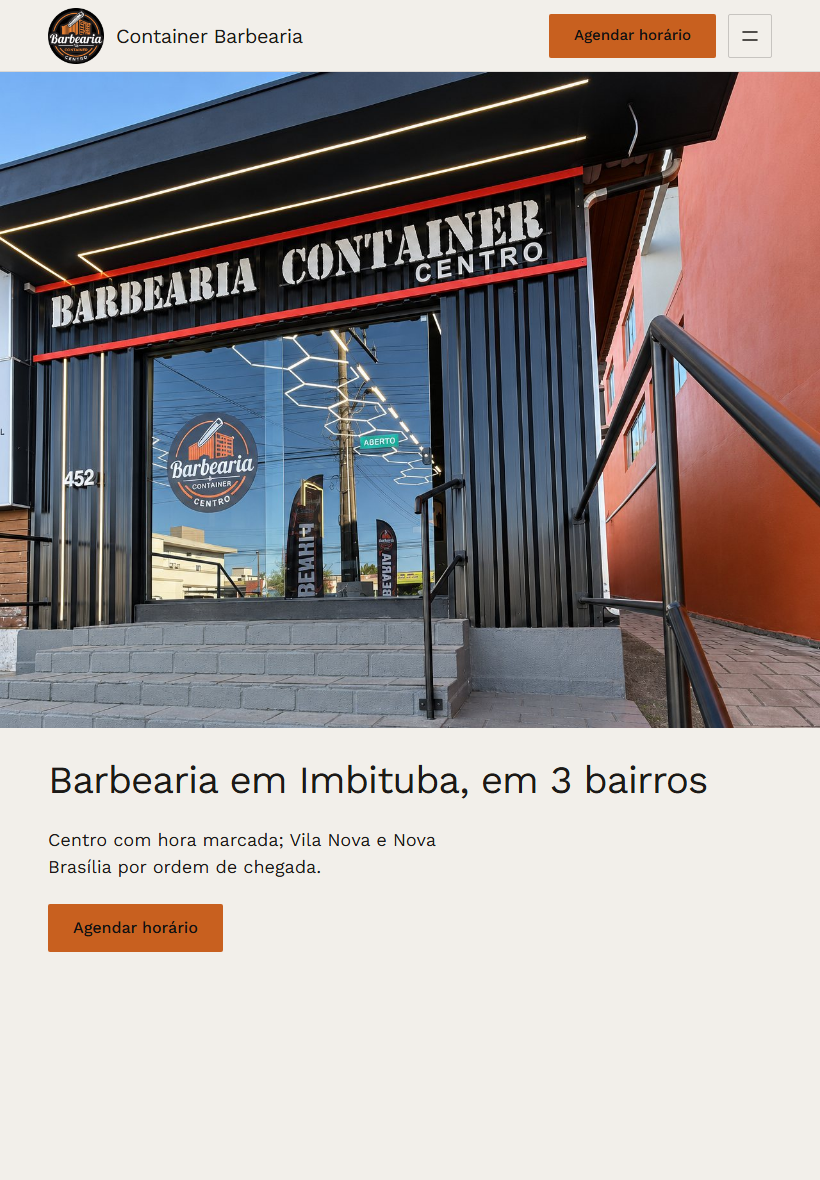 Barbearia
CONTAINER
CENTRO
Container Barbearia
Agendar horário
BARBEARIA CONTAINER
CENTRO
452
ABERTO
Barbearia
CONTAINER
CENTRO
Barbearia em Imbituba, em 3 bairros
Centro com hora marcada; Vila Nova e Nova
Brasília por ordem de chegada.
Agendar horário